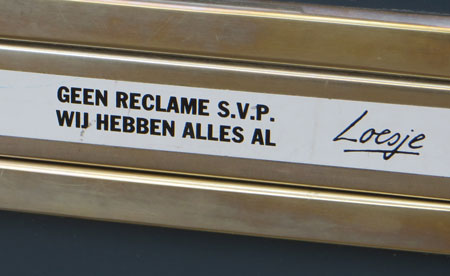 GEEN RECLAME S.V.P.
WIJ HEBBEN ALLES AL
Loesje